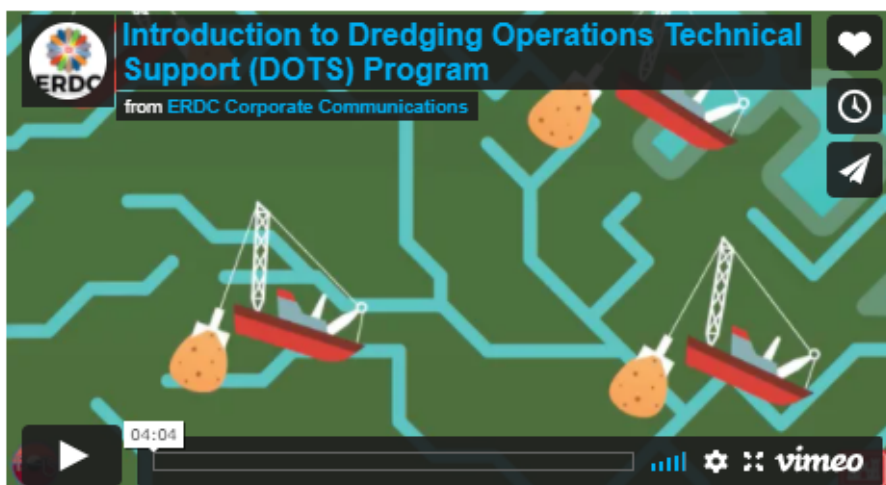 Introduction to Dredging Operations Technical
Support (DOTS) Program
ERDC
from ERDC Corporate Communications
04:04
vimeo